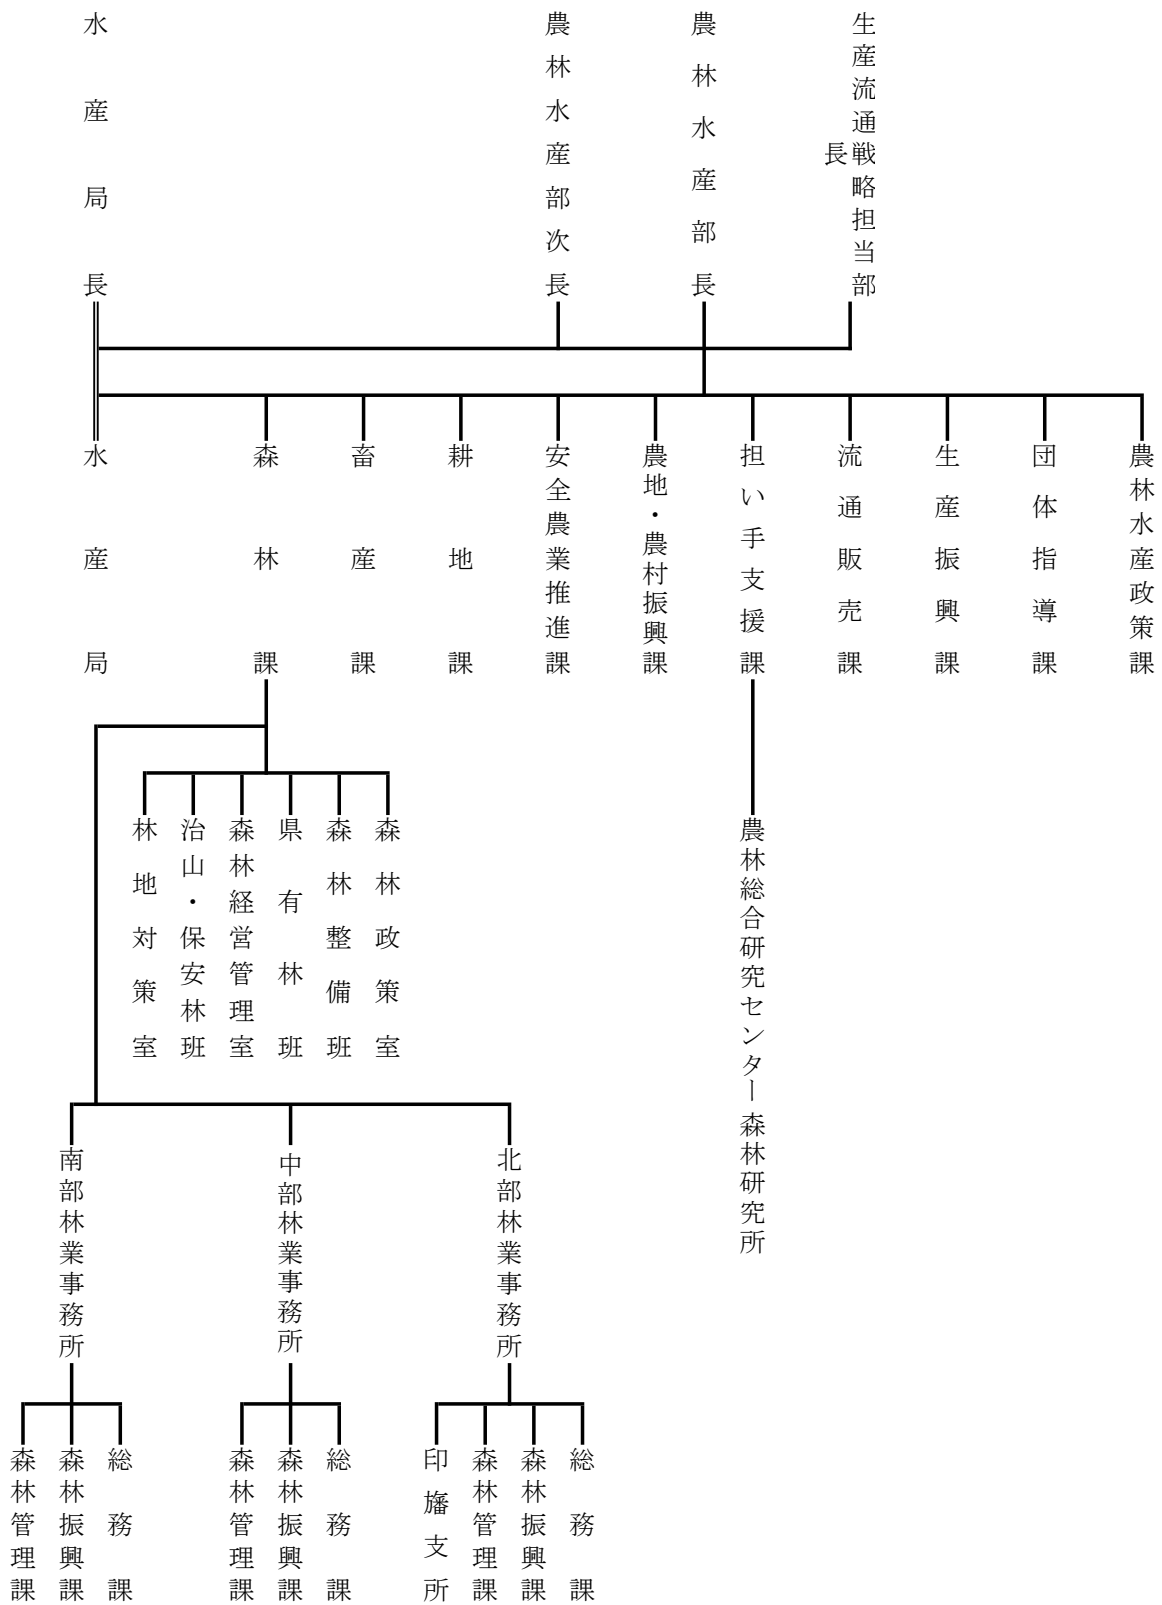 生産流通戦略担当部長
農林水産部長
農林水産部次長
水産局長
農林水産政策課
団体指導課
生産振興課
流通販売課
担い手支援課
農地・農村振興課
安全農業推進課
耕地課
畜産課
森林課
水産局
農林総合研究センター森林研究所
森林政策室
森林整備班
県有林班
森林経営管理室
治山・保安林班
林地対策室
北部林業事務所
中部林業事務所
南部林業事務所
総務課
森林振興課
森林管理課
印旛支所
総務課
森林振興課
森林管理課
総務課
森林振興課
森林管理課